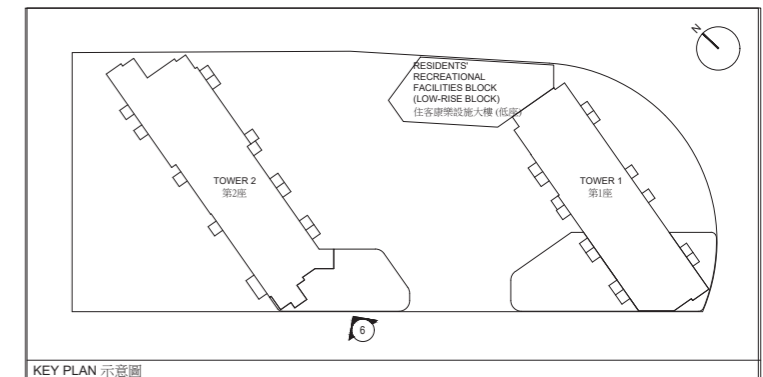 N
RESIDENTS'
RECREATIONAL
FACILITIES BLOCK
(LOW-RISE BLOCK)
住客康樂設施大樓 (低座)
TOWER 2
第2座
TOWER 1
第1座
6
KEY PLAN 示意圖